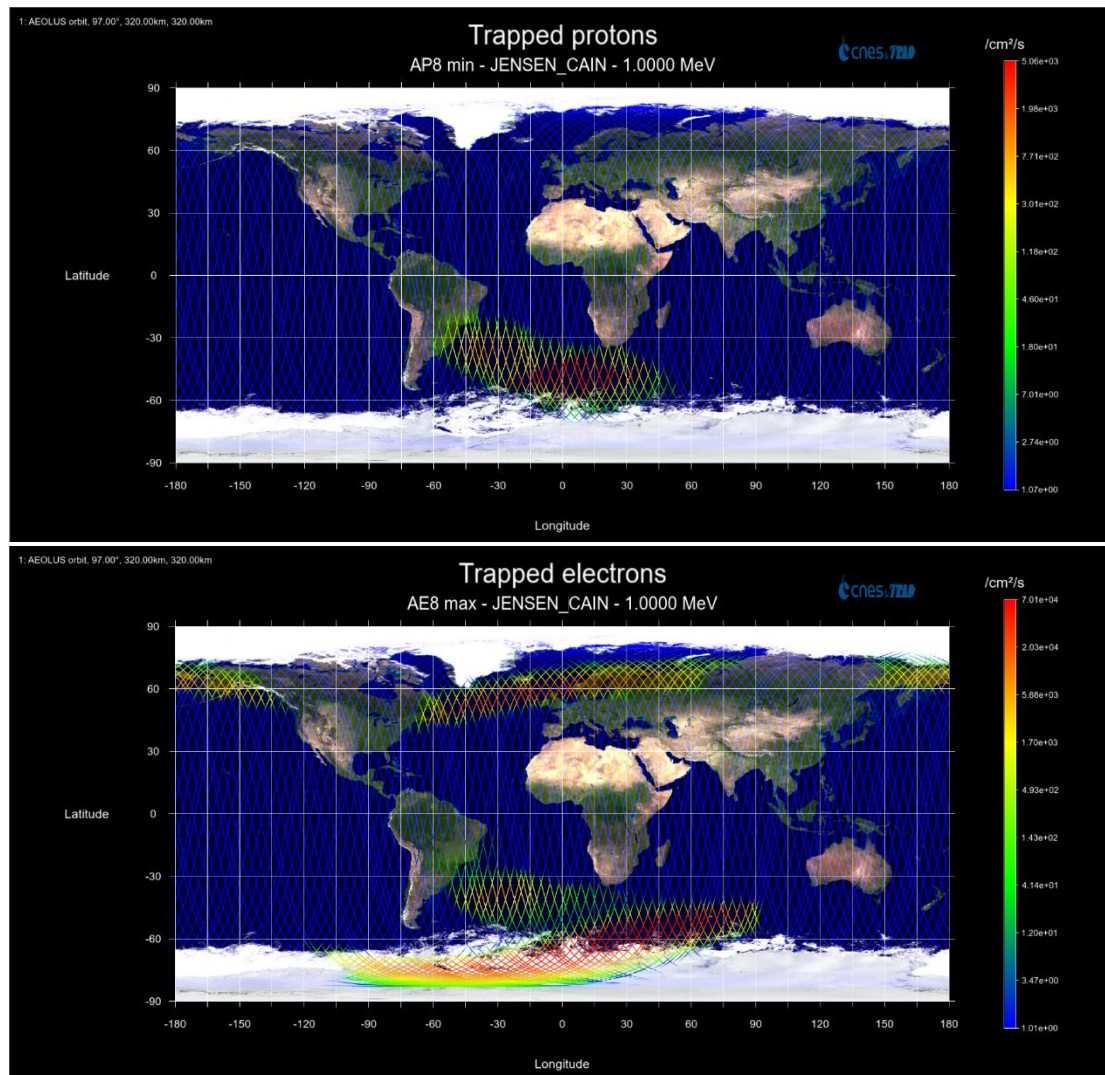 1: AEOLUS orbit, 97.00°, 320.00km, 320.00km
Trapped protons
AP8 min - JENSEN_CAIN - 1.0000 MeV
cnes & TRAD
/cm²/s
5.06e+03
1.98e+03
7.71e+02
3.01e+02
1.18e+02
4.60e+01
1.80e+01
7.01e+00
2.74e+00
1.07e+00
90
60
30
0
-30
-60
-90
Latitude
-180 -150 -120 -90 -60 -30 0 30 60 90 120 150 180
Longitude
1: AEOLUS orbit, 97.00°, 320.00km, 320.00km
Trapped electrons
AE8 max - JENSEN_CAIN - 1.0000 MeV
cnes & TRAD
/cm²/s
7.01e+04
2.03e+04
5.88e+03
1.70e+03
4.93e+02
1.43e+02
4.14e+01
1.20e+01
3.47e+00
1.01e+00
90
60
30
0
-30
-60
-90
Latitude
-180 -150 -120 -90 -60 -30 0 30 60 90 120 150 180
Longitude